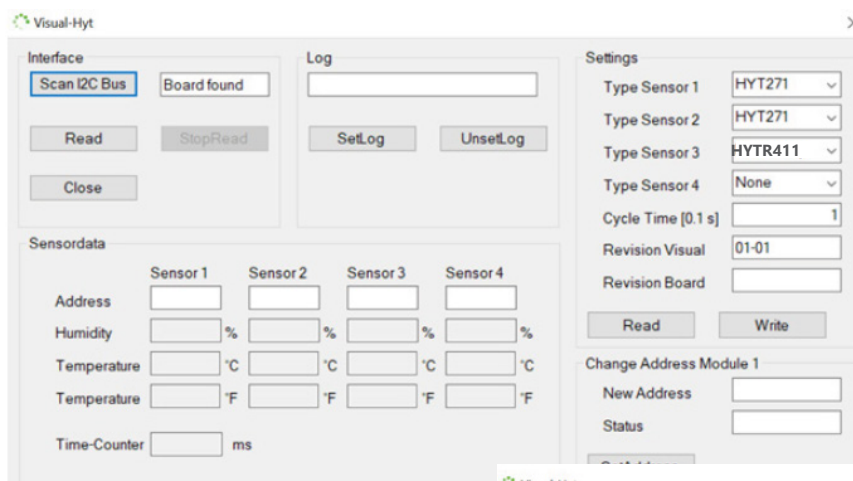 Visual-Hyt
Interface
Scan I2C Bus
Board found
Read
StopRead
Close
Log
SetLog
UnsetLog
Settings
Type Sensor 1 HYT271
Type Sensor 2 HYT271
Type Sensor 3 HYTR411
Type Sensor 4 None
Cycle Time [0.1 s] 1
Revision Visual 01-01
Revision Board
Read
Write
Sensordata
Sensor 1 Sensor 2 Sensor 3 Sensor 4
Address
Humidity % % % %
Temperature °C °C °C °C
Temperature °F °F °F °F
Time-Counter ms
Change Address Module 1
New Address
Status